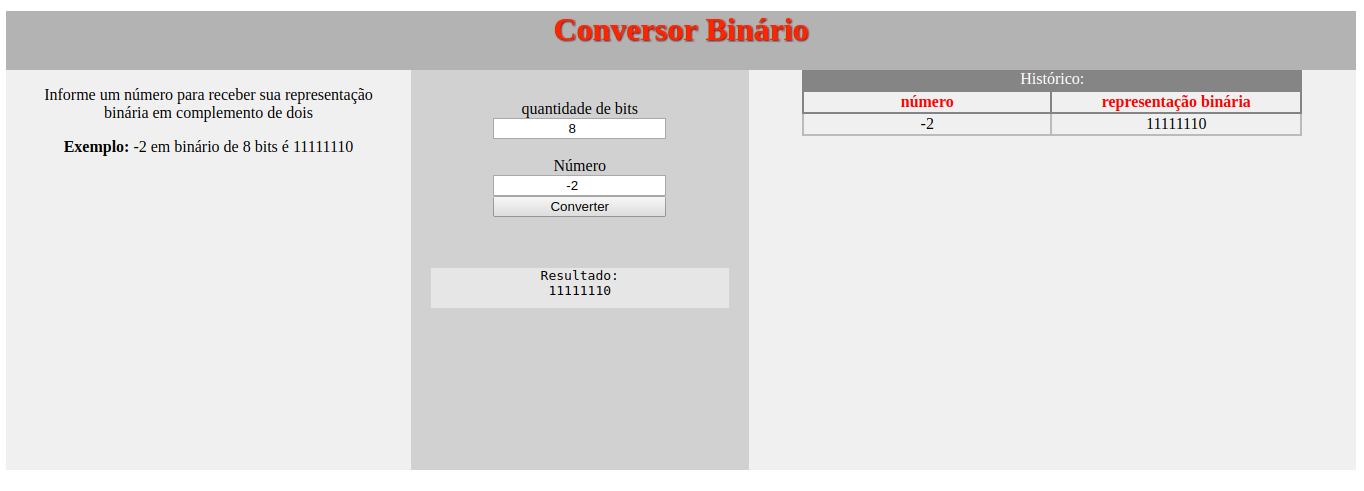 Conversor Binário
Informe um número para receber sua representação
binária em complemento de dois
Exemplo: -2 em binário de 8 bits é 11111110
quantidade de bits
8
Número
-2
Converter
Resultado:
11111110
Histórico:
número representação binária
-2 11111110